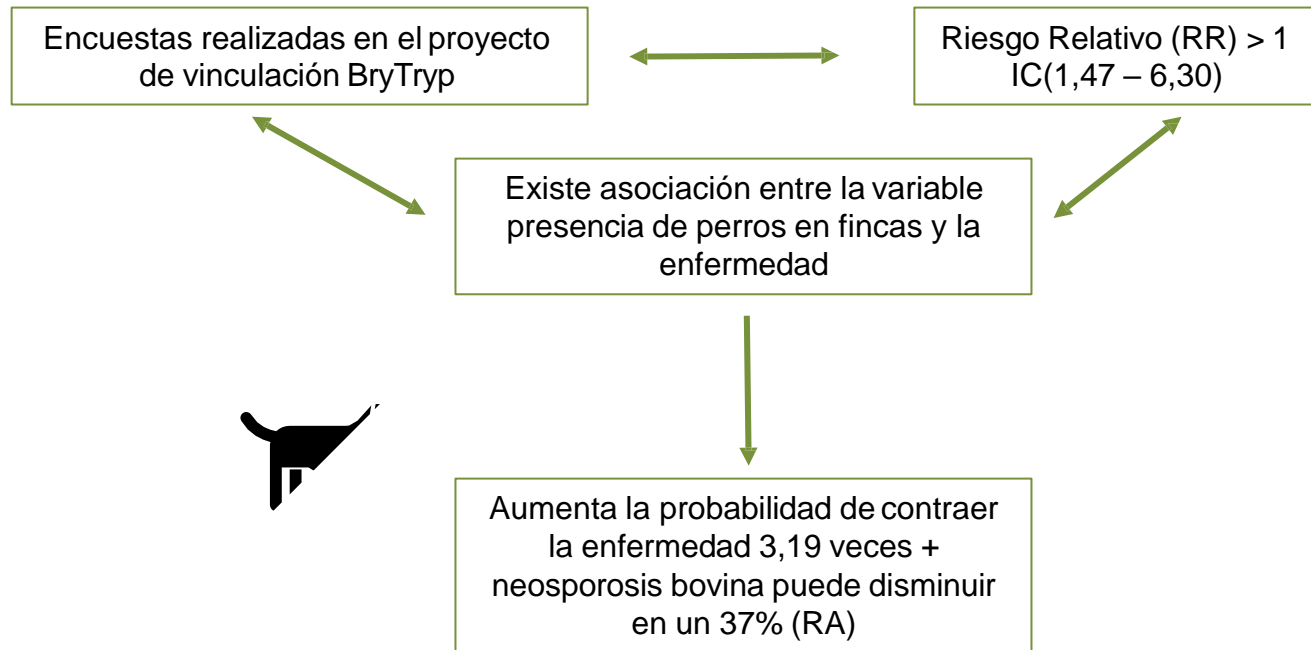 Encuestas realizadas en el proyecto
de vinculación BryTryp
Riesgo Relativo (RR) > 1
IC(1,47 – 6,30)
Existe asociación entre la variable
presencia de perros en fincas y la
enfermedad
Aumenta la probabilidad de contraer
la enfermedad 3,19 veces +
neosporosis bovina puede disminuir
en un 37% (RA)